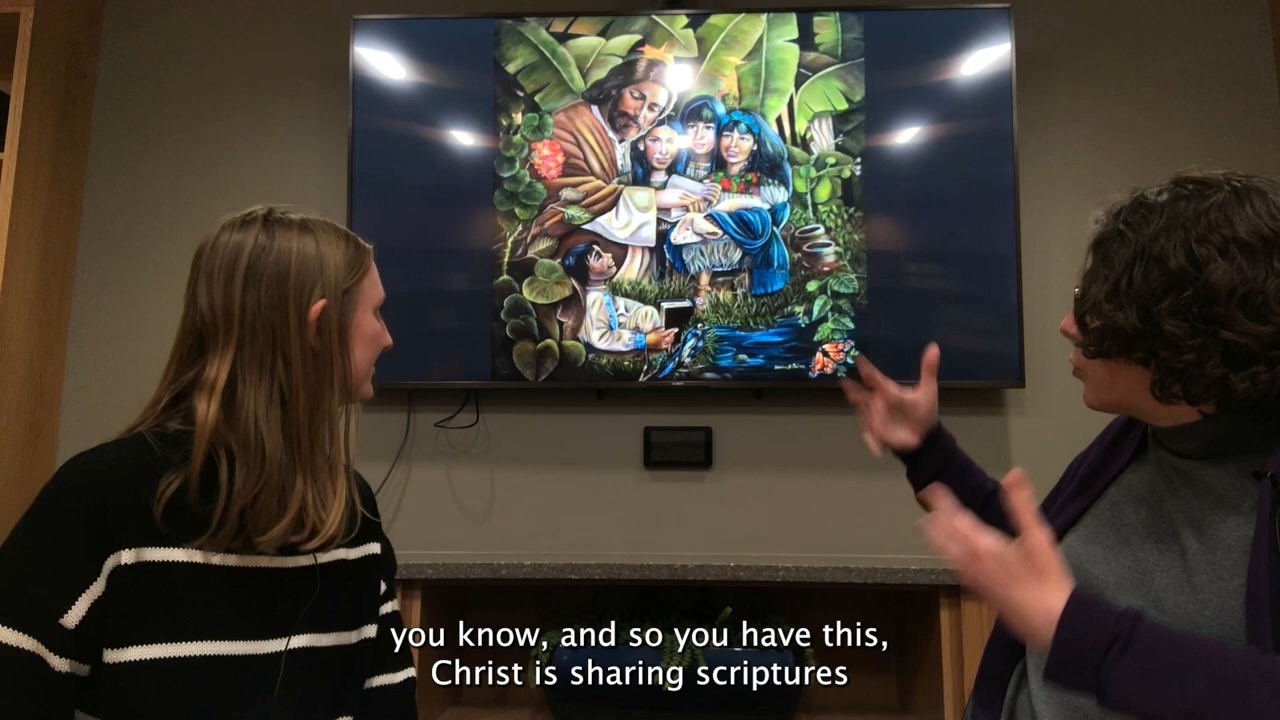 you know, and so you have this,
Christ is sharing scriptures